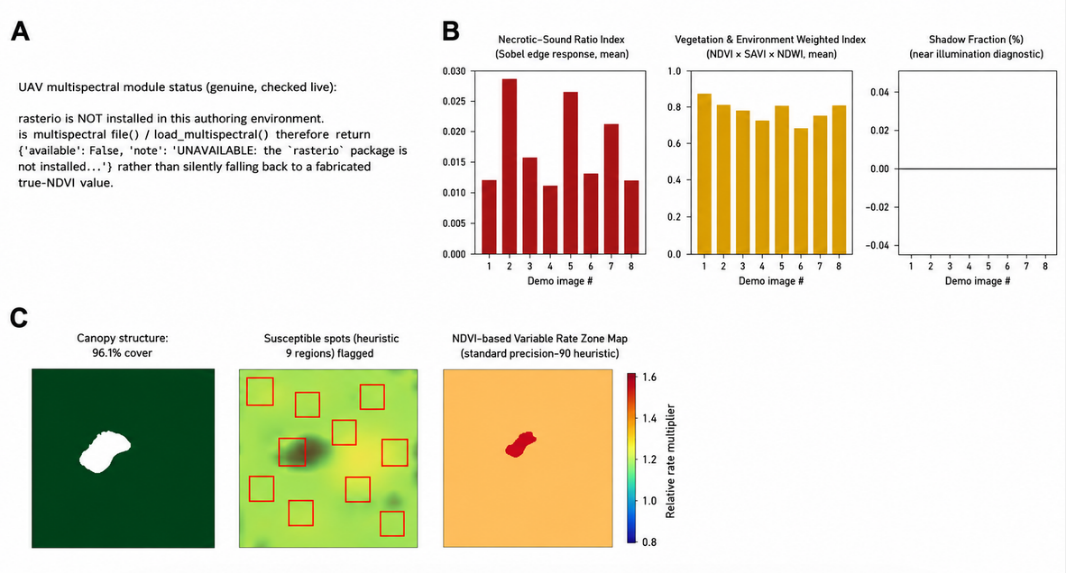 A
UAV multispectral module status (genuine, checked live):
rasterio is NOT installed in this authoring environment.
is multispectral file() / load_multispectral() therefore return
{'available': False, 'note': 'UNAVAILABLE: the `rasterio` package is
not installed...'} rather than silently falling back to a fabricated
true-NDVI value.
B
Necrotic-Sound Ratio Index
(Sobel edge response, mean)
0.030
0.025
0.020
0.015
0.010
0.005
0.000
1 2 3 4 5 6 7 8
Demo image #
Vegetation & Environment Weighted Index
(NDVI × SAVI × NDWI, mean)
1.0
0.8
0.6
0.4
0.2
0.0
1 2 3 4 5 6 7 8
Demo image #
Shadow Fraction (%)
(near illumination diagnostic)
0.04
0.02
0.00
-0.02
-0.04
1 2 3 4 5 6 7 8
Demo image #
C
Canopy structure:
96.1% cover
Susceptible spots (heuristic
9 regions) flagged
NDVI-based Variable Rate Zone Map
(standard precision-90 heuristic)
1.6
1.4
1.2
1.0
0.8
Relative rate multiplier